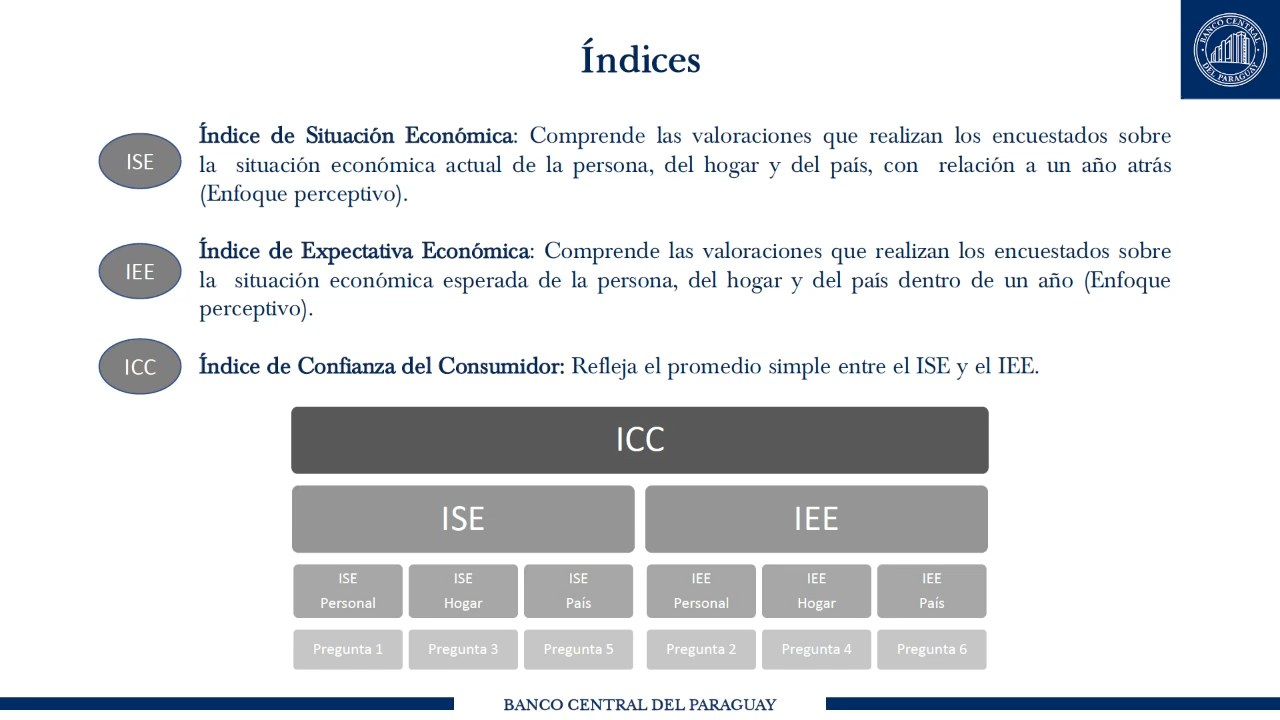 Índices
BANCO CENTRAL DEL PARAGUAY
ISE
Índice de Situación Económica: Comprende las valoraciones que realizan los encuestados sobre
la situación económica actual de la persona, del hogar y del país, con relación a un año atrás
(Enfoque perceptivo).
IEE
Índice de Expectativa Económica: Comprende las valoraciones que realizan los encuestados sobre
la situación económica esperada de la persona, del hogar y del país dentro de un año (Enfoque
perceptivo).
ICC
Índice de Confianza del Consumidor: Refleja el promedio simple entre el ISE y el IEE.
ICC
ISE
IEE
ISE
Personal
ISE
Hogar
ISE
País
IEE
Personal
IEE
Hogar
IEE
País
Pregunta 1
Pregunta 3
Pregunta 5
Pregunta 2
Pregunta 4
Pregunta 6
BANCO CENTRAL DEL PARAGUAY